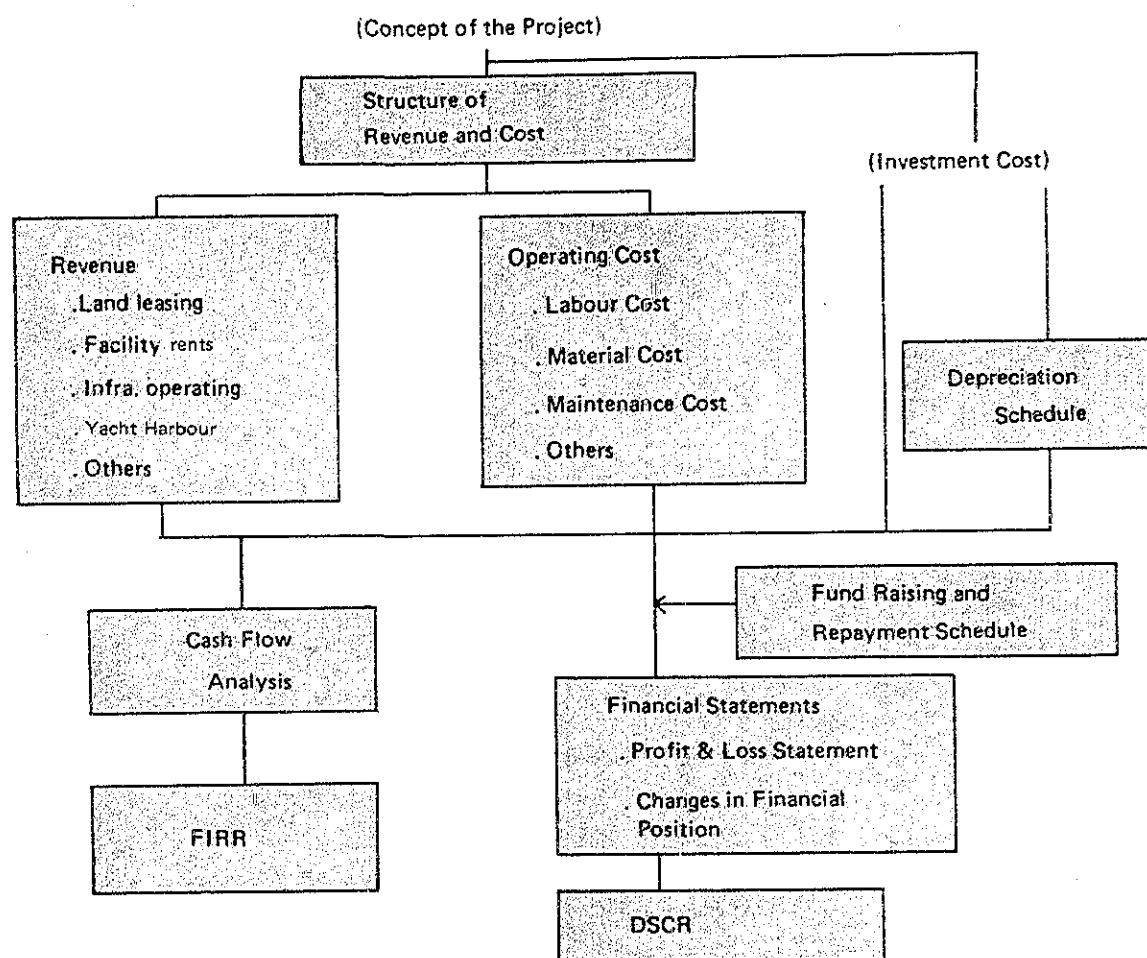 (Concept of the Project)
Structure of
Revenue and Cost
(Investment Cost)
Revenue
.Land leasing
. Facility rents
. Infra. operating
. Yacht Harbour
. Others
Operating Cost
. Labour Cost
. Material Cost
. Maintenance Cost
. Others
Depreciation
Schedule
Fund Raising and
Repayment Schedule
Cash Flow
Analysis
Financial Statements
. Profit & Loss Statement
. Changes in Financial
Position
FIRR
DSCR